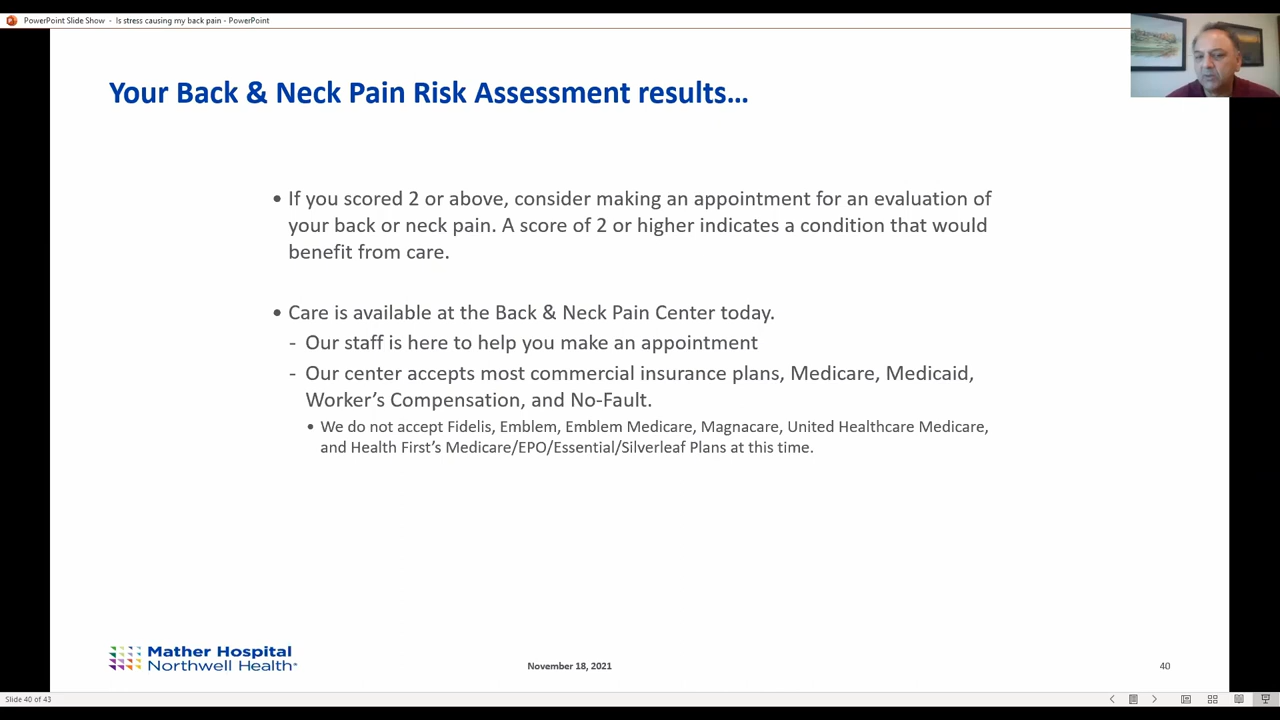 PowerPoint Slide Show - Is stress causing my back pain - PowerPoint
Your Back & Neck Pain Risk Assessment results…
• If you scored 2 or above, consider making an appointment for an evaluation of
your back or neck pain. A score of 2 or higher indicates a condition that would
benefit from care.
• Care is available at the Back & Neck Pain Center today.
- Our staff is here to help you make an appointment
- Our center accepts most commercial insurance plans, Medicare, Medicaid,
Worker’s Compensation, and No-Fault.
• We do not accept Fidelis, Emblem, Emblem Medicare, Magnacare, United Healthcare Medicare,
and Health First’s Medicare/EPO/Essential/Silverleaf Plans at this time.
Mather Hospital
Northwell Health
November 18, 2021
40
Slide 40 of 43